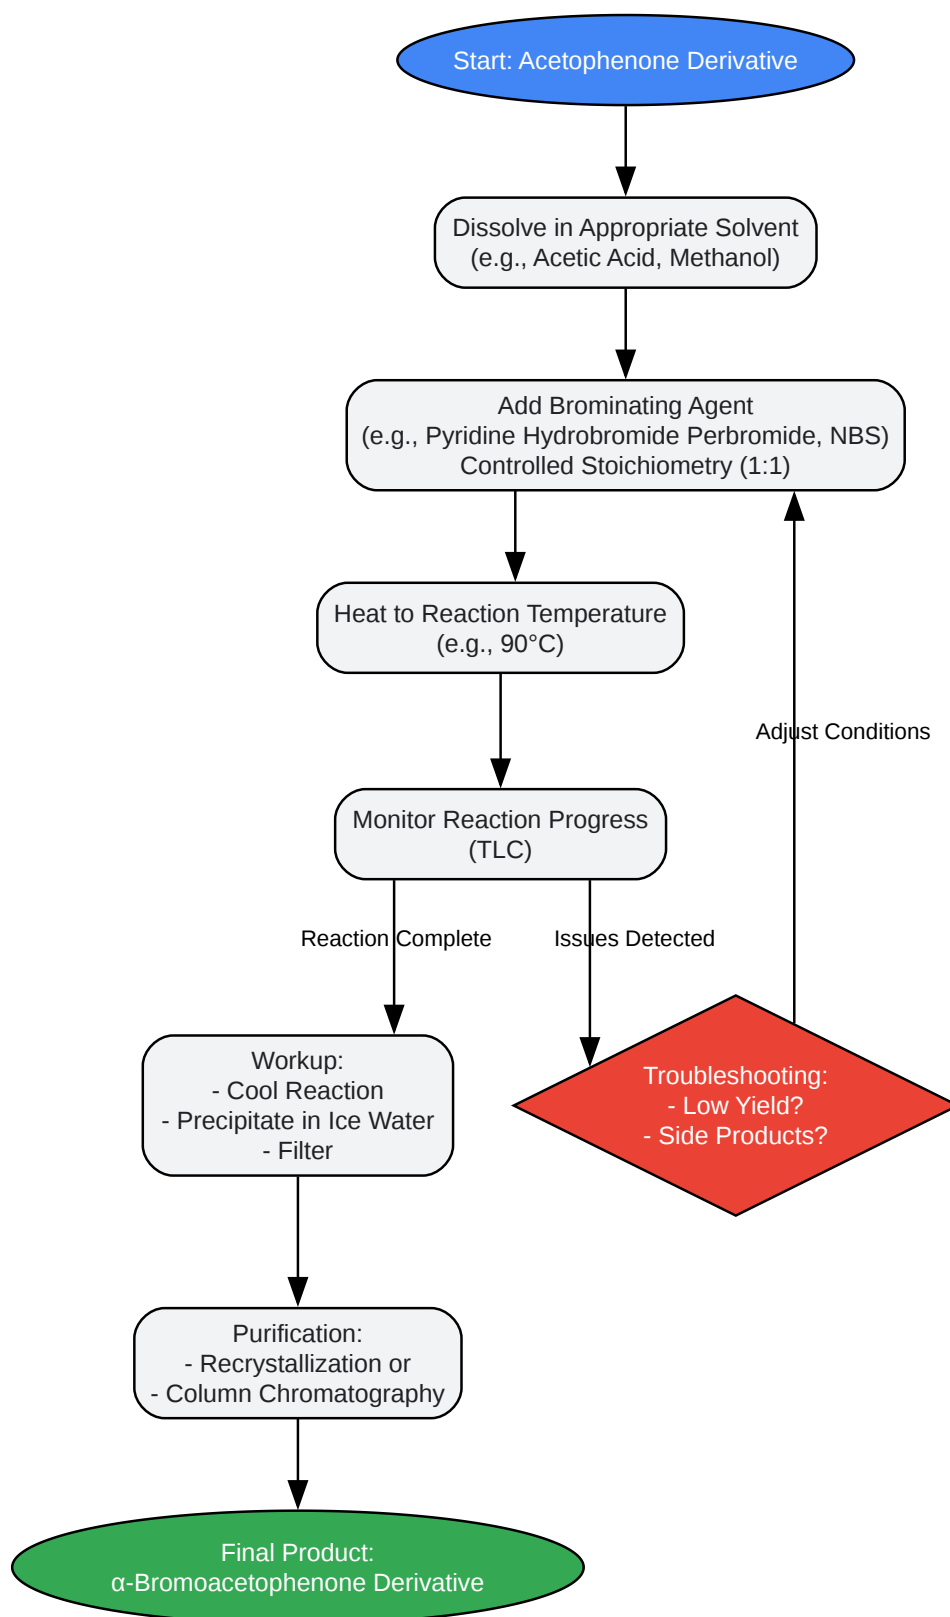 Start: Acetophenone Derivative
Dissolve in Appropriate Solvent
(e.g., Acetic Acid, Methanol)
Add Brominating Agent
(e.g., Pyridine Hydrobromide Perbromide, NBS)
Controlled Stoichiometry (1:1)
Heat to Reaction Temperature
(e.g., 90°C)
Adjust Conditions
Monitor Reaction Progress
(TLC)
Reaction Complete
Issues Detected
Workup:
- Cool Reaction
- Precipitate in Ice Water
- Filter
Troubleshooting:
- Low Yield?
- Side Products?
Purification:
- Recrystallization or
- Column Chromatography
Final Product:
α-Bromoacetophenone Derivative